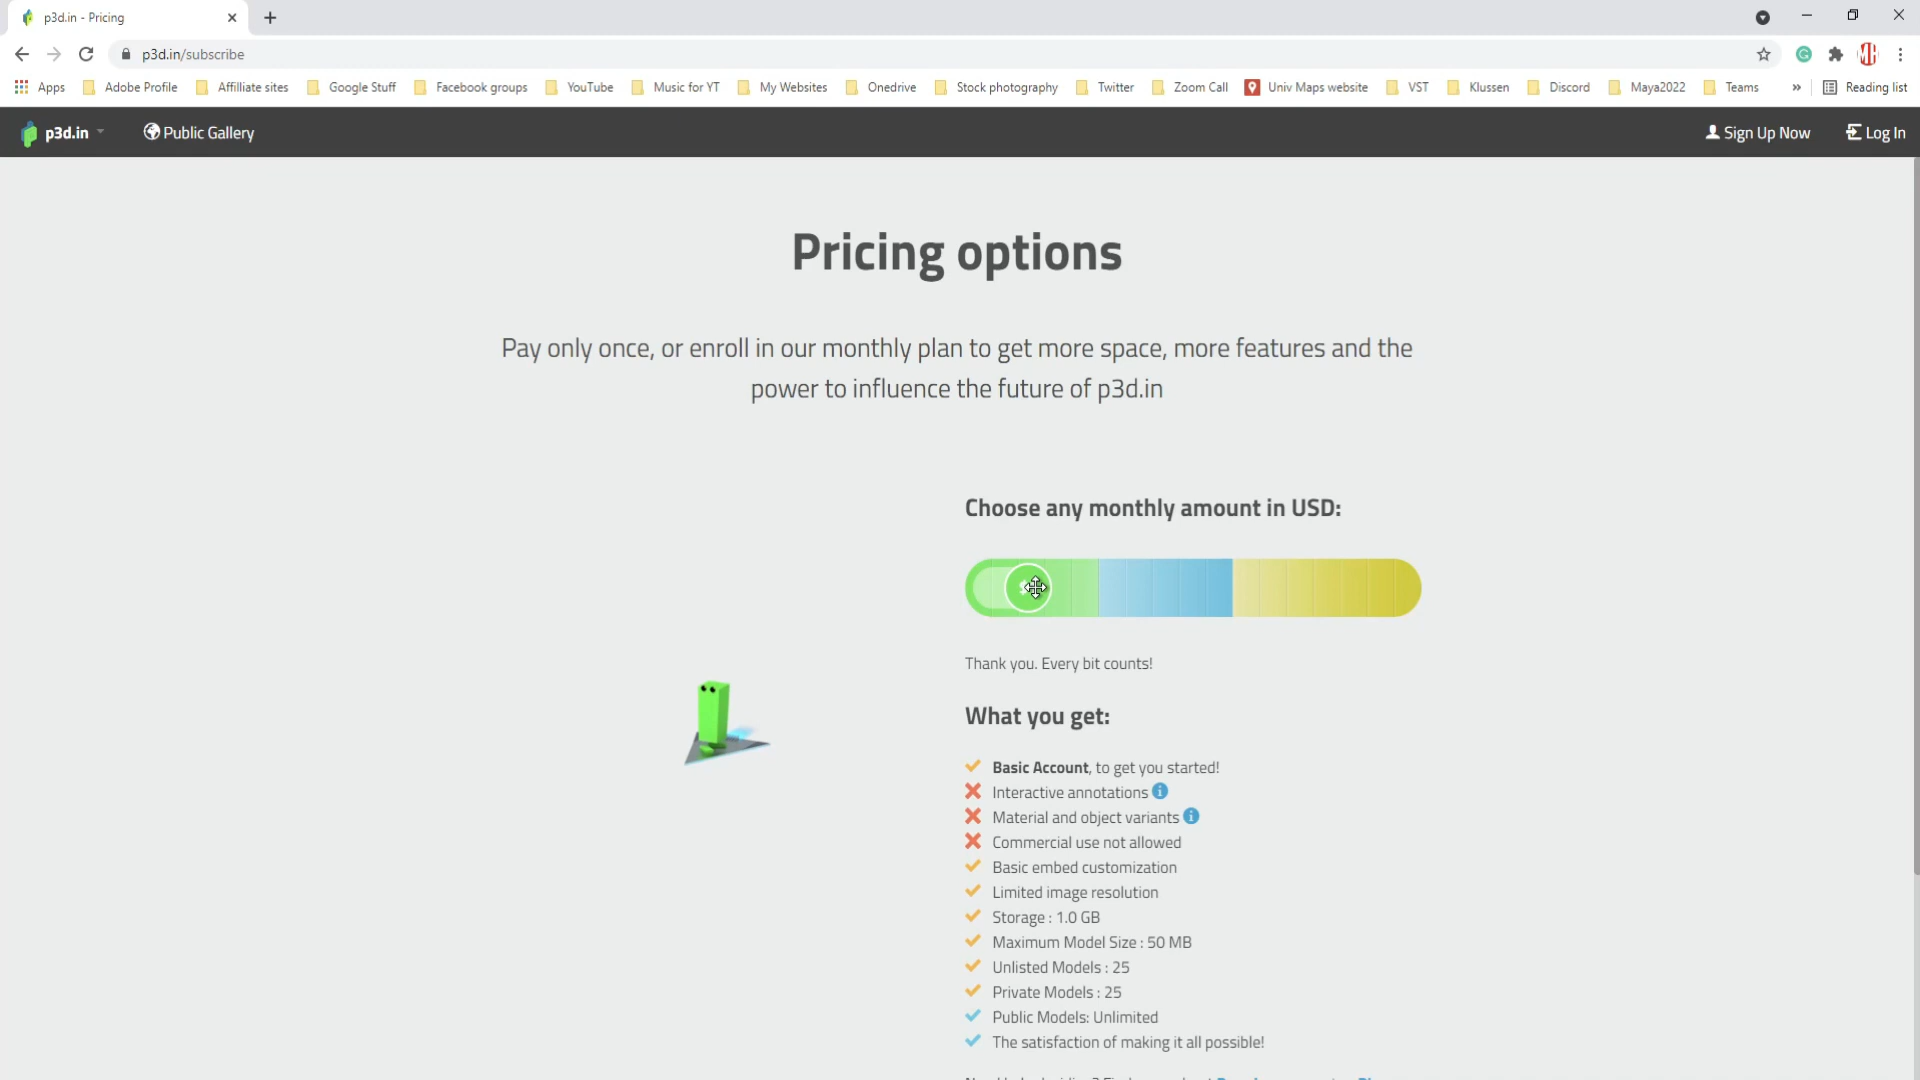 p3d.in - Pricing
p3d.in/subscribe
Apps Adobe Profile Affilliate sites Google Stuff Facebook groups YouTube Music for YT My Websites Onedrive Stock photography Twitter Zoom Call Univ Maps website VST Klussen Discord Maya2022 Teams » Reading list
p3d.in Public Gallery Sign Up Now Log In
Pricing options
Pay only once, or enroll in our monthly plan to get more space, more features and the
power to influence the future of p3d.in
Choose any monthly amount in USD:
Thank you. Every bit counts!
What you get:
Basic Account, to get you started!
Interactive annotations
Material and object variants
Commercial use not allowed
Basic embed customization
Limited image resolution
Storage : 1.0 GB
Maximum Model Size : 50 MB
Unlisted Models : 25
Private Models : 25
Public Models: Unlimited
The satisfaction of making it all possible!